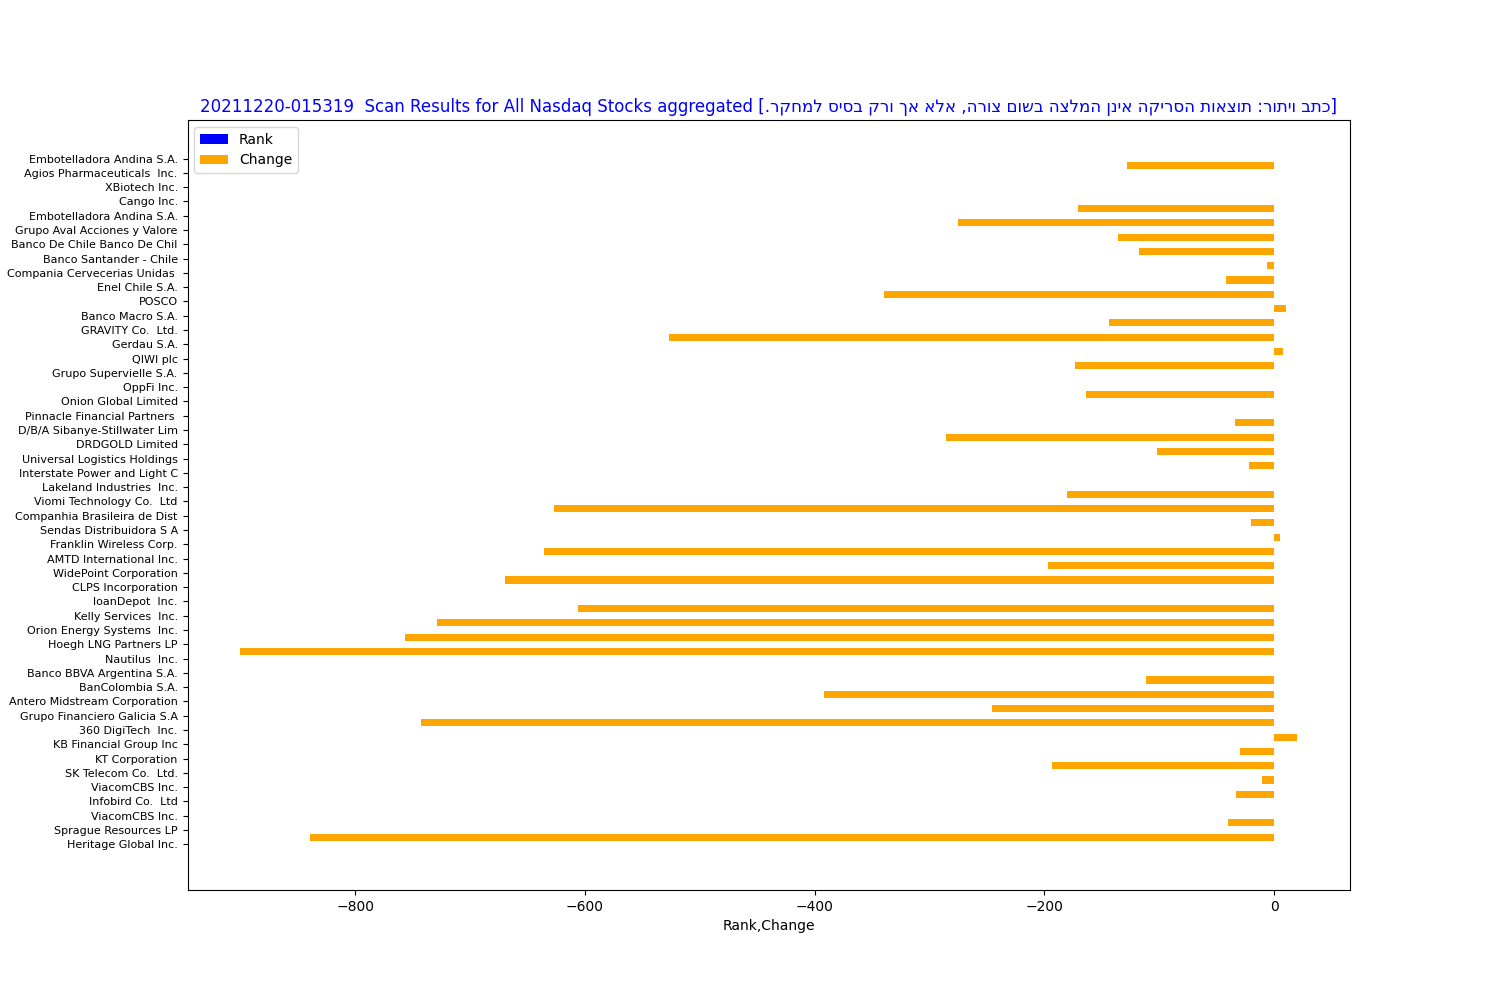 20211220-015319  Scan Results for All Nasdaq Stocks aggregated [כתב ויתור: תוצאות הסריקה אינן המלצה בשום צורה, אלא אך ורק בסיס למחקר.]
Rank
Change
Embotelladora Andina S.A.
Agios Pharmaceuticals  Inc.
XBiotech Inc.
Cango Inc.
Embotelladora Andina S.A.
Grupo Aval Acciones y Valore
Banco De Chile Banco De Chil
Banco Santander - Chile
Compania Cervecerias Unidas
Enel Chile S.A.
POSCO
Banco Macro S.A.
GRAVITY Co.  Ltd.
Gerdau S.A.
QIWI plc
Grupo Supervielle S.A.
OppFi Inc.
Onion Global Limited
Pinnacle Financial Partners
D/B/A Sibanye-Stillwater Lim
DRDGOLD Limited
Universal Logistics Holdings
Interstate Power and Light C
Lakeland Industries  Inc.
Viomi Technology Co.  Ltd
Companhia Brasileira de Dist
Sendas Distribuidora S A
Franklin Wireless Corp.
AMTD International Inc.
WidePoint Corporation
CLPS Incorporation
loanDepot  Inc.
Kelly Services  Inc.
Orion Energy Systems  Inc.
Hoegh LNG Partners LP
Nautilus  Inc.
Banco BBVA Argentina S.A.
BanColombia S.A.
Antero Midstream Corporation
Grupo Financiero Galicia S.A
360 DigiTech  Inc.
KB Financial Group Inc
KT Corporation
SK Telecom Co.  Ltd.
ViacomCBS Inc.
Infobird Co.  Ltd
ViacomCBS Inc.
Sprague Resources LP
Heritage Global Inc.
−800 −600 −400 −200 0
Rank,Change